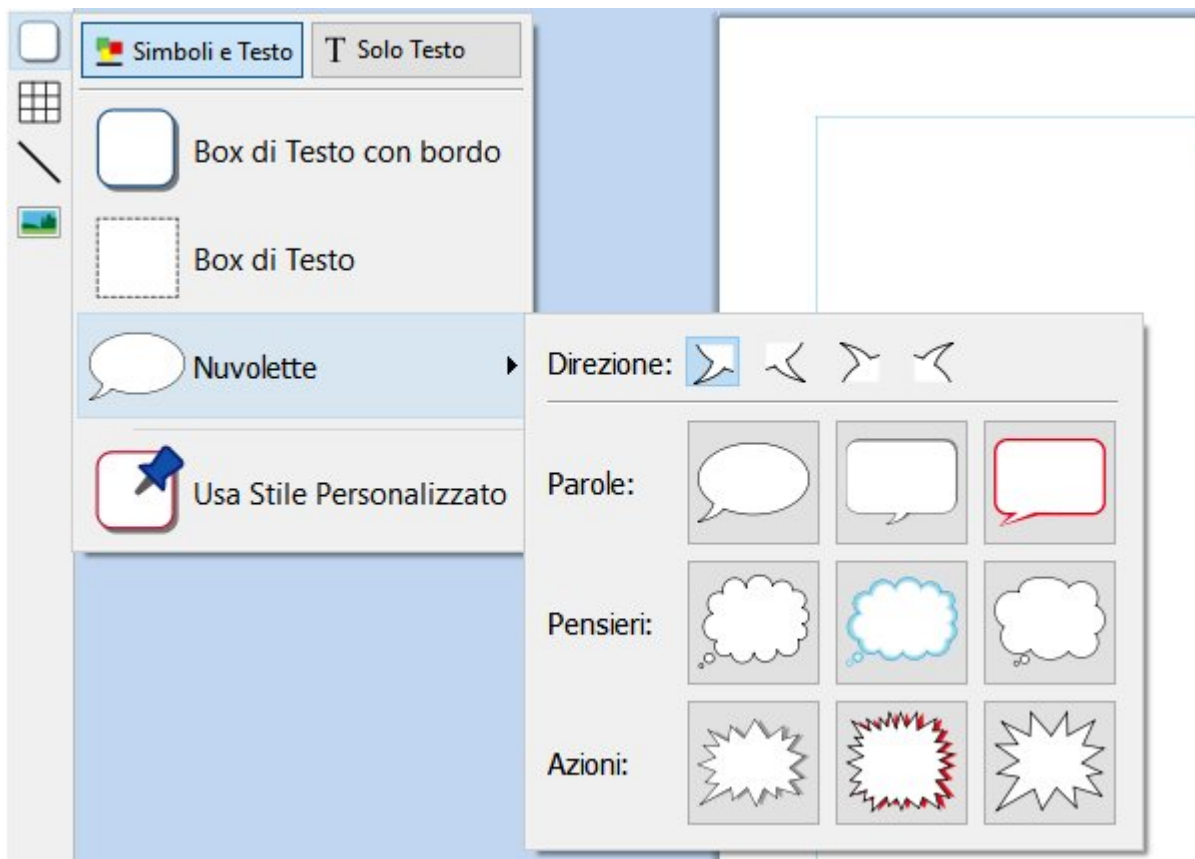 Simboli e Testo
T Solo Testo
Box di Testo con bordo
Box di Testo
Nuvolette
Usa Stile Personalizzato
Direzione:
Parole:
Pensieri:
Azioni: